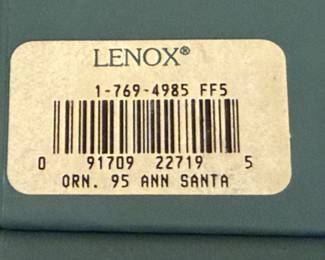 LENOX®
1-769-4985 FF5
0 91709 22719 5
ORN. 95 ANN SANTA